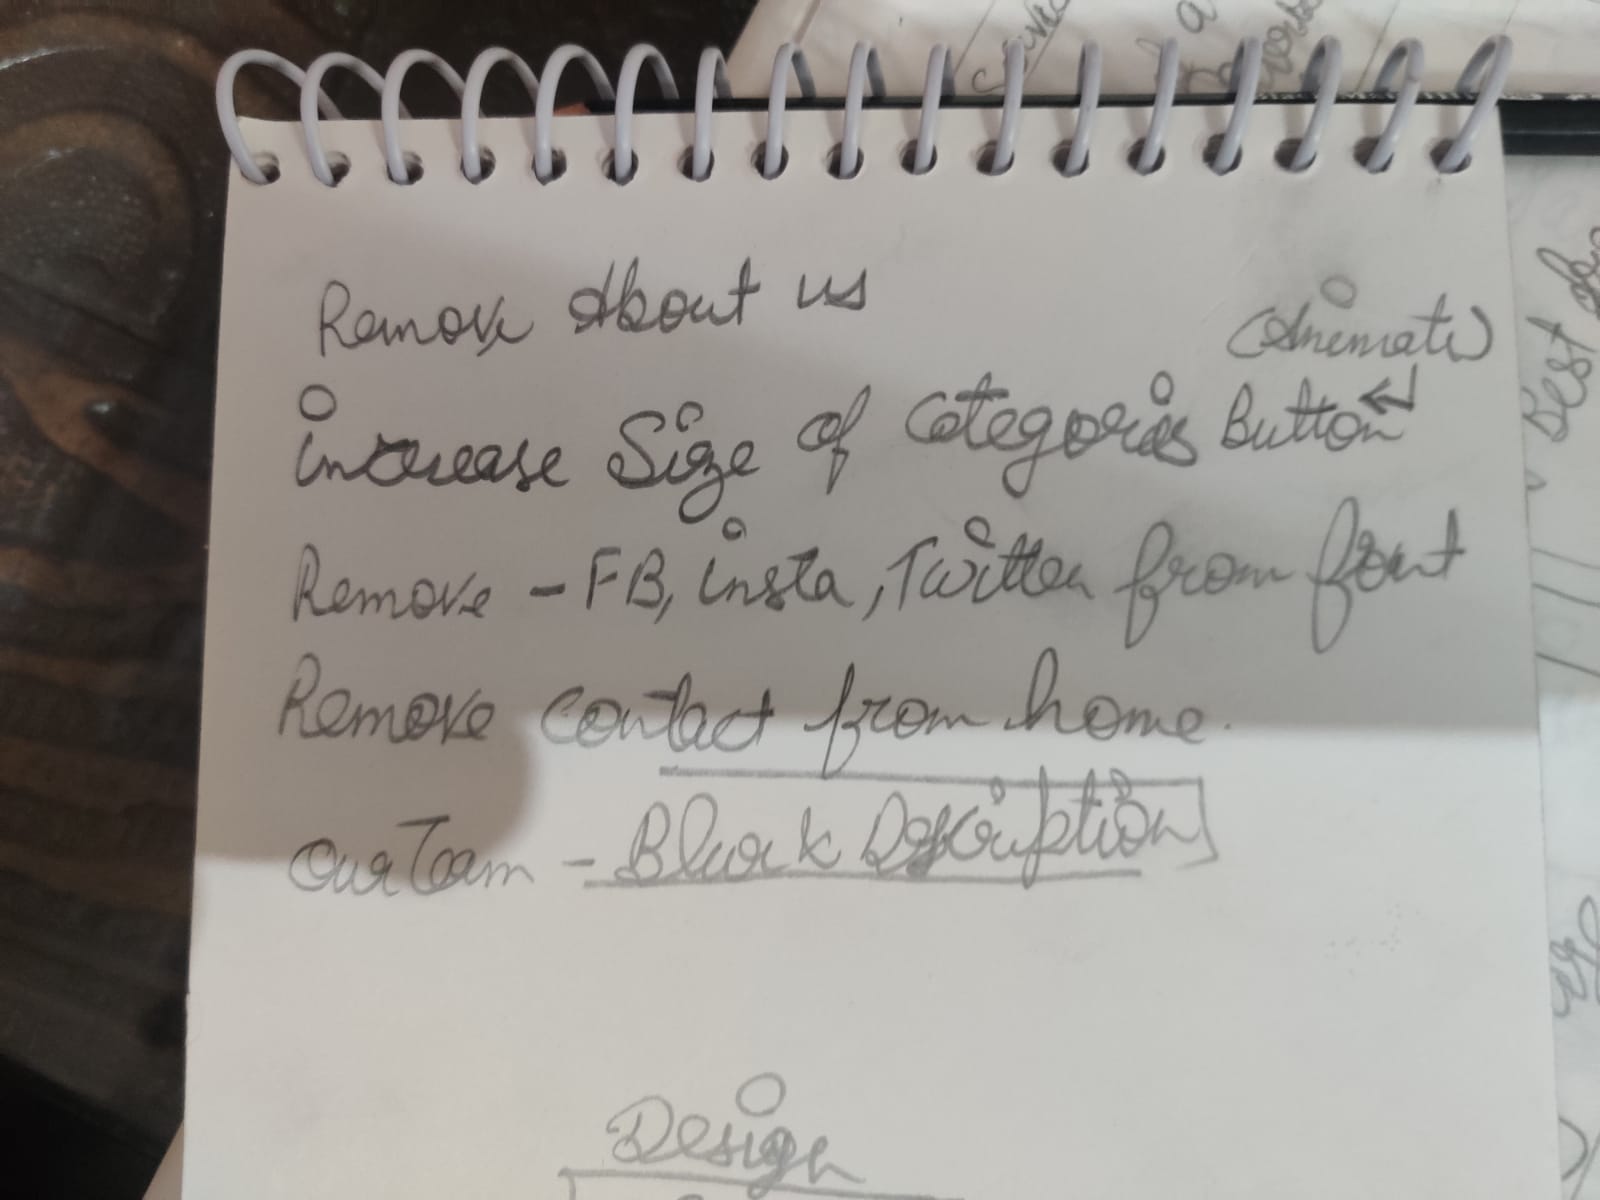 Remove About us
(Animate)
increase Size of Categories Button
Remove - FB, insta, Twitter from font
Remove contact from home.
Our Team - Black Description
Design
Best